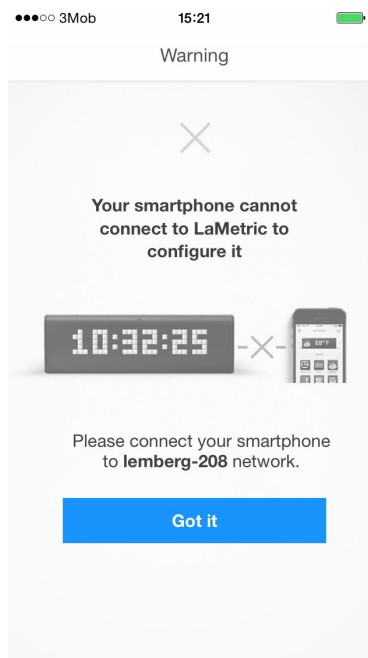 3Mob 15:21
Warning
Your smartphone cannot
connect to LaMetric to
configure it
10:32:25
50° F
Please connect your smartphone
to lemberg-208 network.
Got it